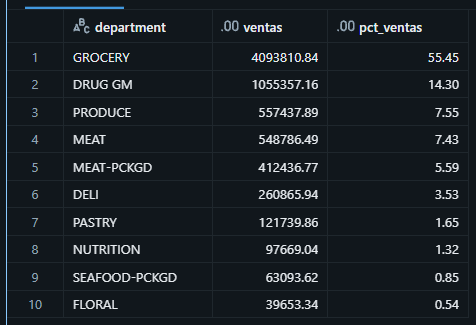 ABC department .00 ventas .00 pct_ventas
1 GROCERY 4093810.84 55.45
2 DRUG GM 1055357.16 14.30
3 PRODUCE 557437.89 7.55
4 MEAT 548786.49 7.43
5 MEAT-PCKGD 412436.77 5.59
6 DELI 260865.94 3.53
7 PASTRY 121739.86 1.65
8 NUTRITION 97669.04 1.32
9 SEAFOOD-PCKGD 63093.62 0.85
10 FLORAL 39653.34 0.54